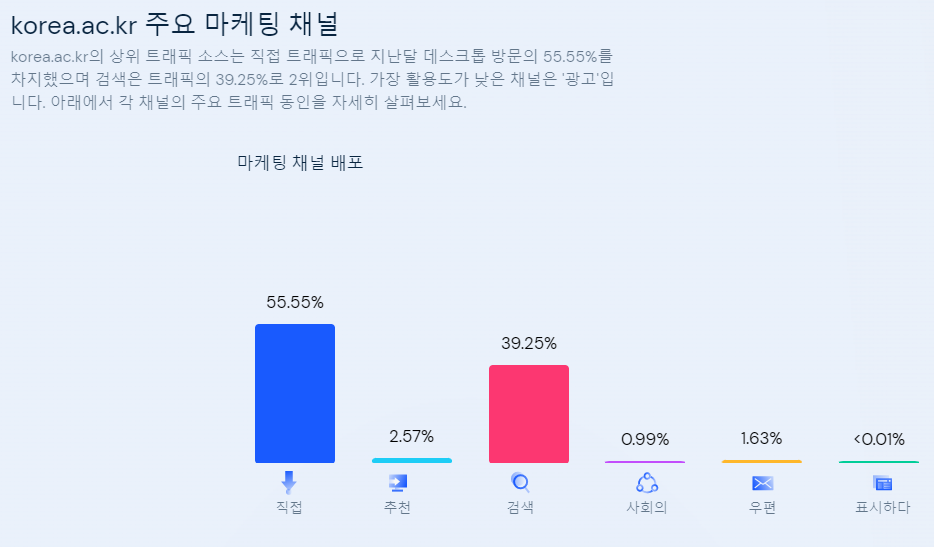 korea.ac.kr 주요 마케팅 채널
korea.ac.kr의 상위 트래픽 소스는 직접 트래픽으로 지난달 데스크톱 방문의 55.55%를
차지했으며 검색은 트래픽의 39.25%로 2위입니다. 가장 활용도가 낮은 채널은 '광고'입
니다. 아래에서 각 채널의 주요 트래픽 동인을 자세히 살펴보세요.
마케팅 채널 배포
55.55%
2.57%
39.25%
0.99%
1.63%
<0.01%
직접
추천
검색
사회의
우편
표시하다